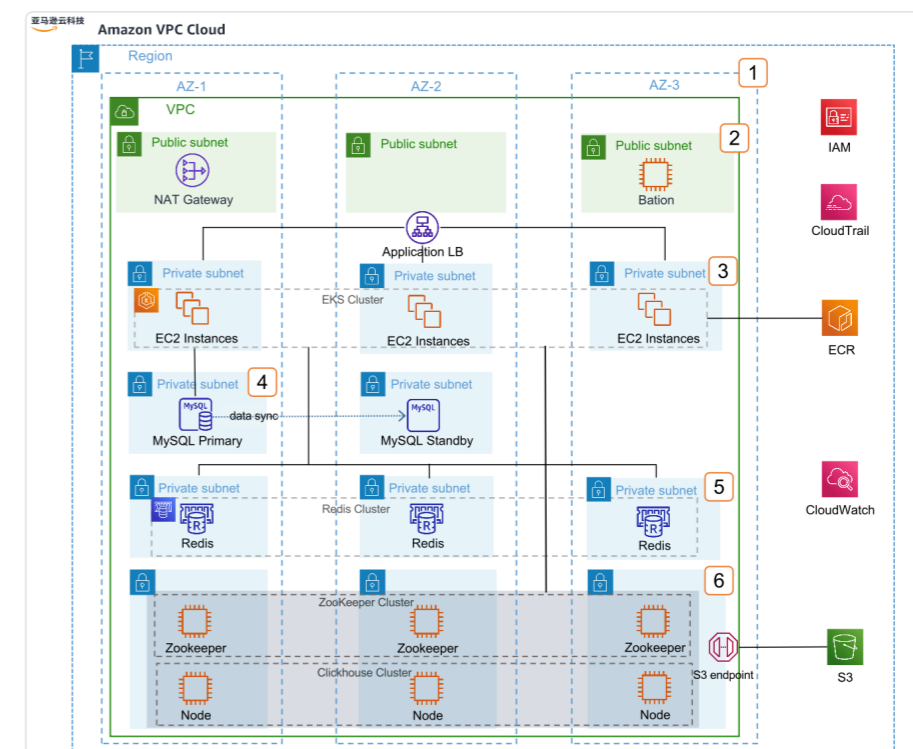 亚马逊云科技
Amazon VPC Cloud
Region
1
AZ-1
AZ-2
AZ-3
VPC
2
Public subnet
Public subnet
Public subnet
NAT Gateway
Bation
IAM
CloudTrail
Application LB
Private subnet
Private subnet
Private subnet
3
EKS Cluster
EC2 Instances
EC2 Instances
EC2 Instances
ECR
Private subnet
4
Private subnet
MySQL
MySQL
data sync
MySQL Primary
MySQL Standby
Private subnet
Private subnet
Private subnet
5
Redis Cluster
R
R
R
Redis
Redis
Redis
CloudWatch
6
ZooKeeper Cluster
Zookeeper
Zookeeper
Zookeeper
Clickhouse Cluster
S3 endpoint
S3
Node
Node
Node